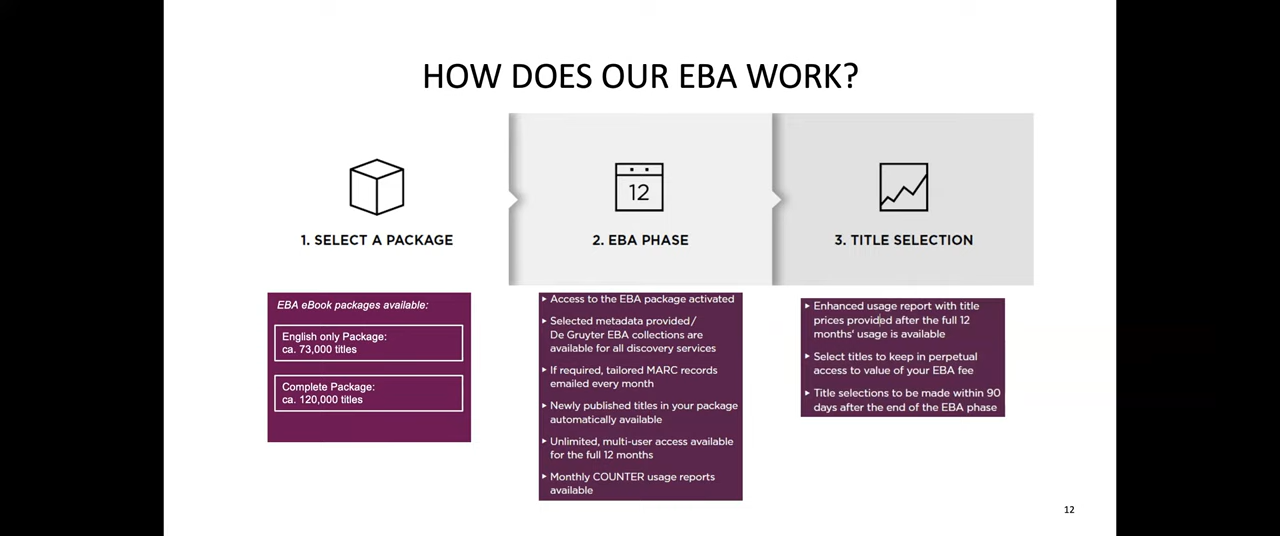 HOW DOES OUR EBA WORK?
12
1. SELECT A PACKAGE
2. EBA PHASE
3. TITLE SELECTION
EBA eBook packages available:
English only Package:
ca. 73,000 titles
Complete Package:
ca. 120,000 titles
Access to the EBA package activated
Selected metadata provided/
De Gruyter EBA collections are
available for all discovery services
If required, tailored MARC records
emailed every month
Newly published titles in your package
automatically available
Unlimited, multi-user access available
for the full 12 months
Monthly COUNTER usage reports
available
Enhanced usage report with title
prices provided after the full 12
months' usage is available
Select titles to keep in perpetual
access to value of your EBA fee
Title selections to be made within 90
days after the end of the EBA phase
12